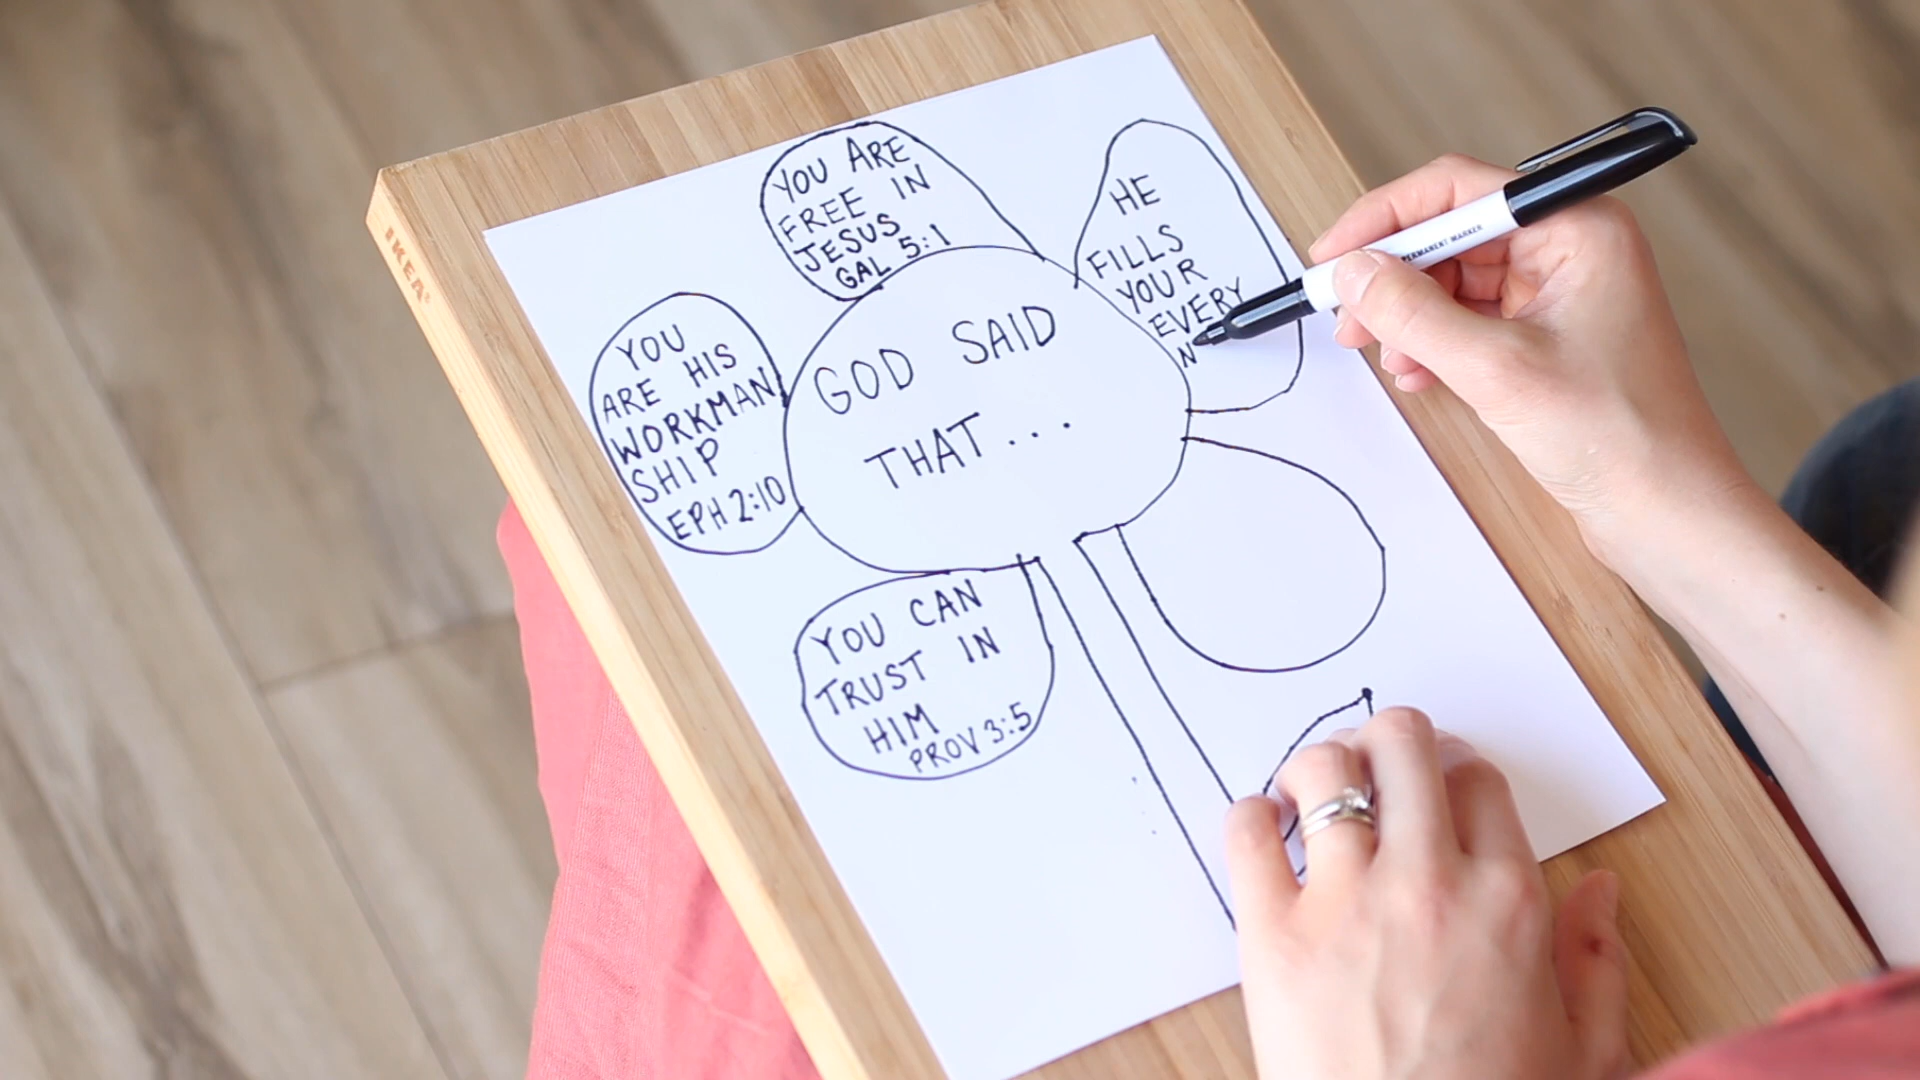 YOU ARE
FREE IN
JESUS
GAL 5:1
HE
FILLS
YOUR
EVERY
N
YOU
ARE HIS
WORKMAN
SHIP
EPH 2:10
GOD SAID
THAT...
YOU CAN
TRUST IN
HIM
PROV 3:5
IKEA
PERMANENT MARKER